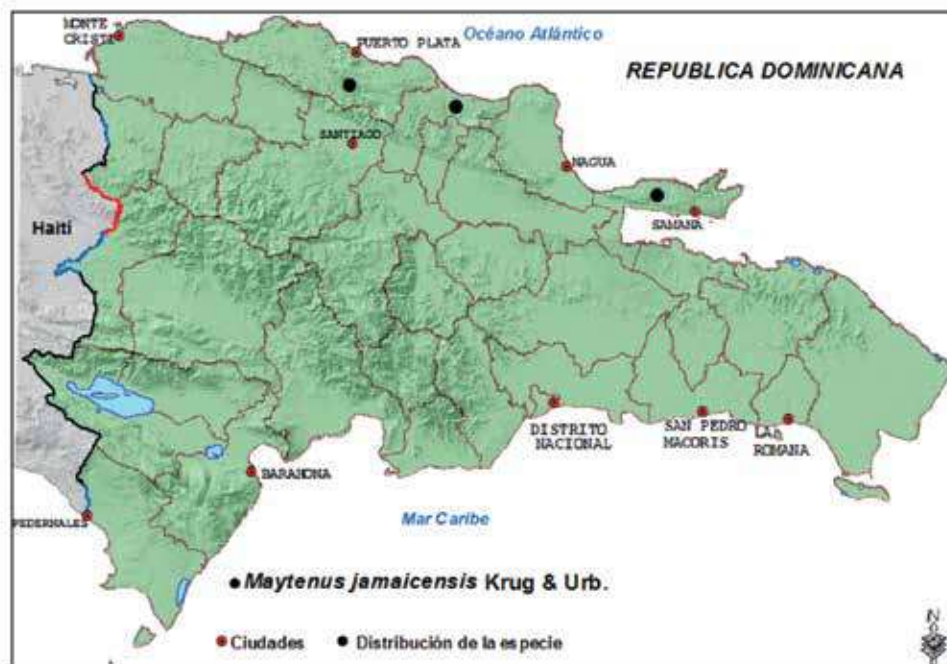 MONTE -
CRISTI
PUERTO PLATA
Océano Atlántico
REPUBLICA DOMINICANA
SANTIAGO
NAGUA
SAMANA
Haití
DISTRITO
NACIONAL
SAN PEDRO
MACORIS
LA
ROMANA
BARAHONA
PEDERNALES
Mar Caribe
Maytenus jamaicensis Krug & Urb.
Ciudades
Distribución de la especie
N